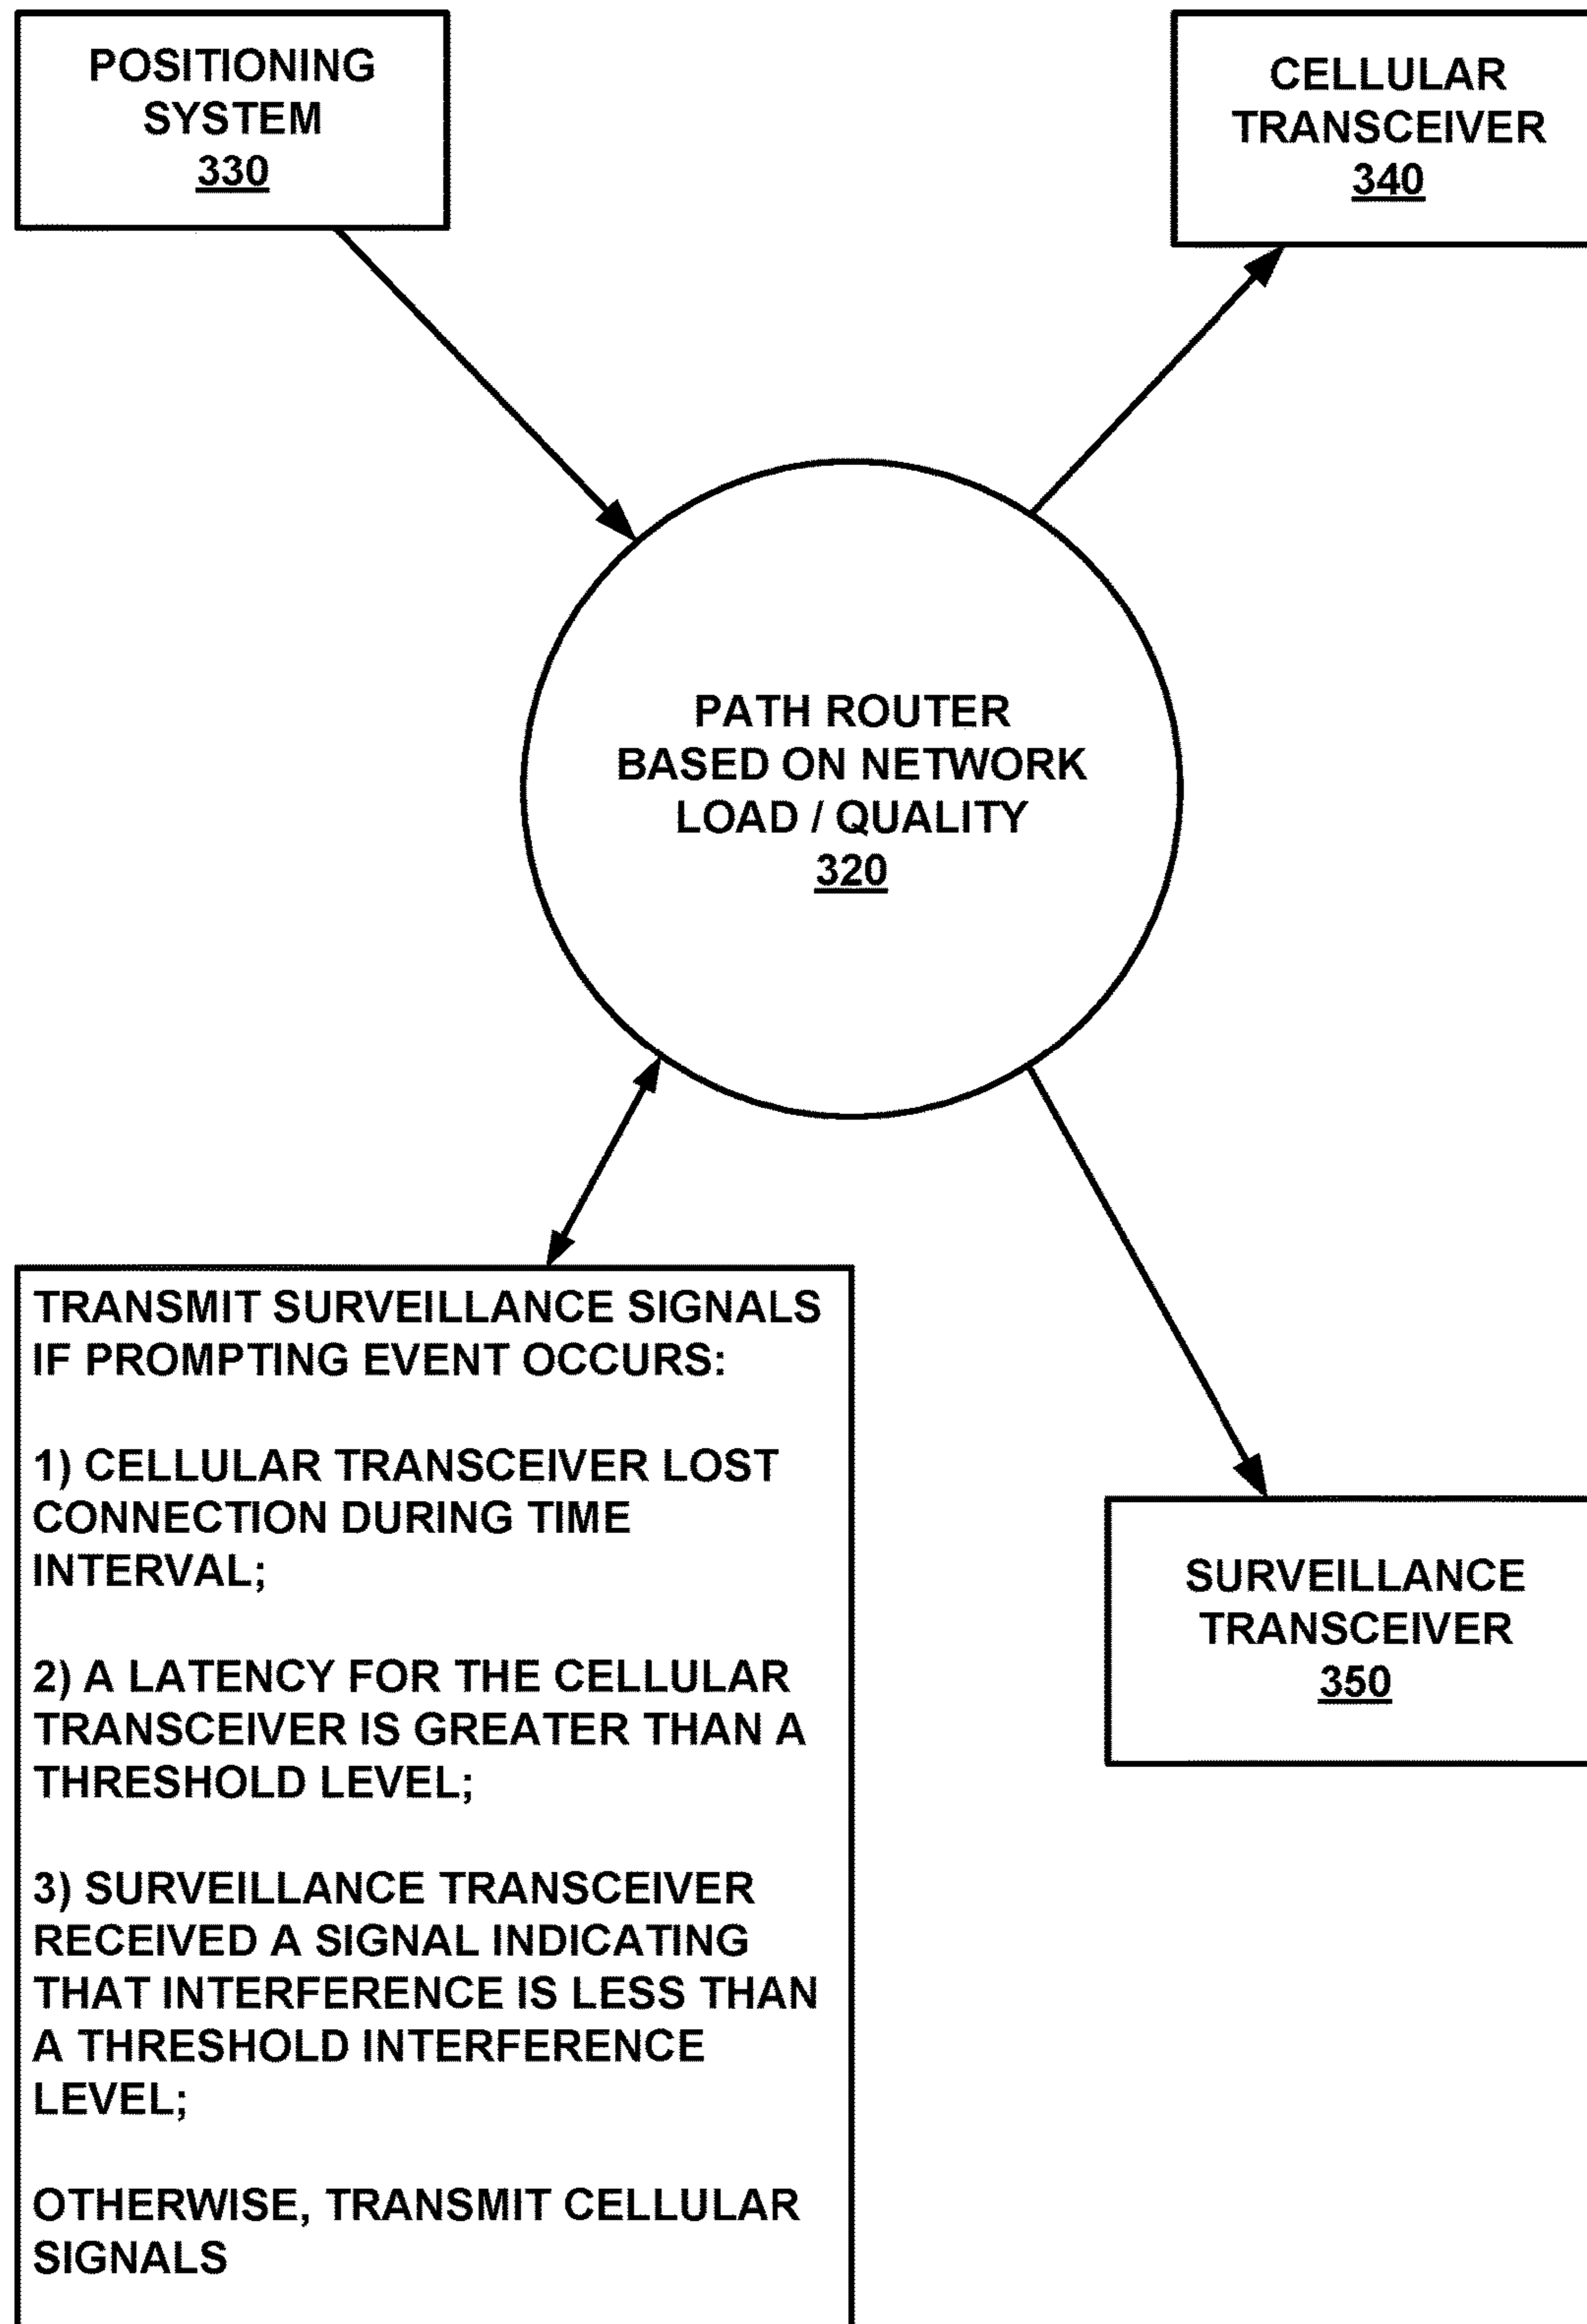 POSITIONING
SYSTEM
330
CELLULAR
TRANSCEIVER
340
PATH ROUTER
BASED ON NETWORK
LOAD / QUALITY
320
TRANSMIT SURVEILLANCE SIGNALS
IF PROMPTING EVENT OCCURS:
1) CELLULAR TRANSCEIVER LOST
CONNECTION DURING TIME
INTERVAL;
2) A LATENCY FOR THE CELLULAR
TRANSCEIVER IS GREATER THAN A
THRESHOLD LEVEL;
3) SURVEILLANCE TRANSCEIVER
RECEIVED A SIGNAL INDICATING
THAT INTERFERENCE IS LESS THAN
A THRESHOLD INTERFERENCE
LEVEL;
OTHERWISE, TRANSMIT CELLULAR
SIGNALS
SURVEILLANCE
TRANSCEIVER
350